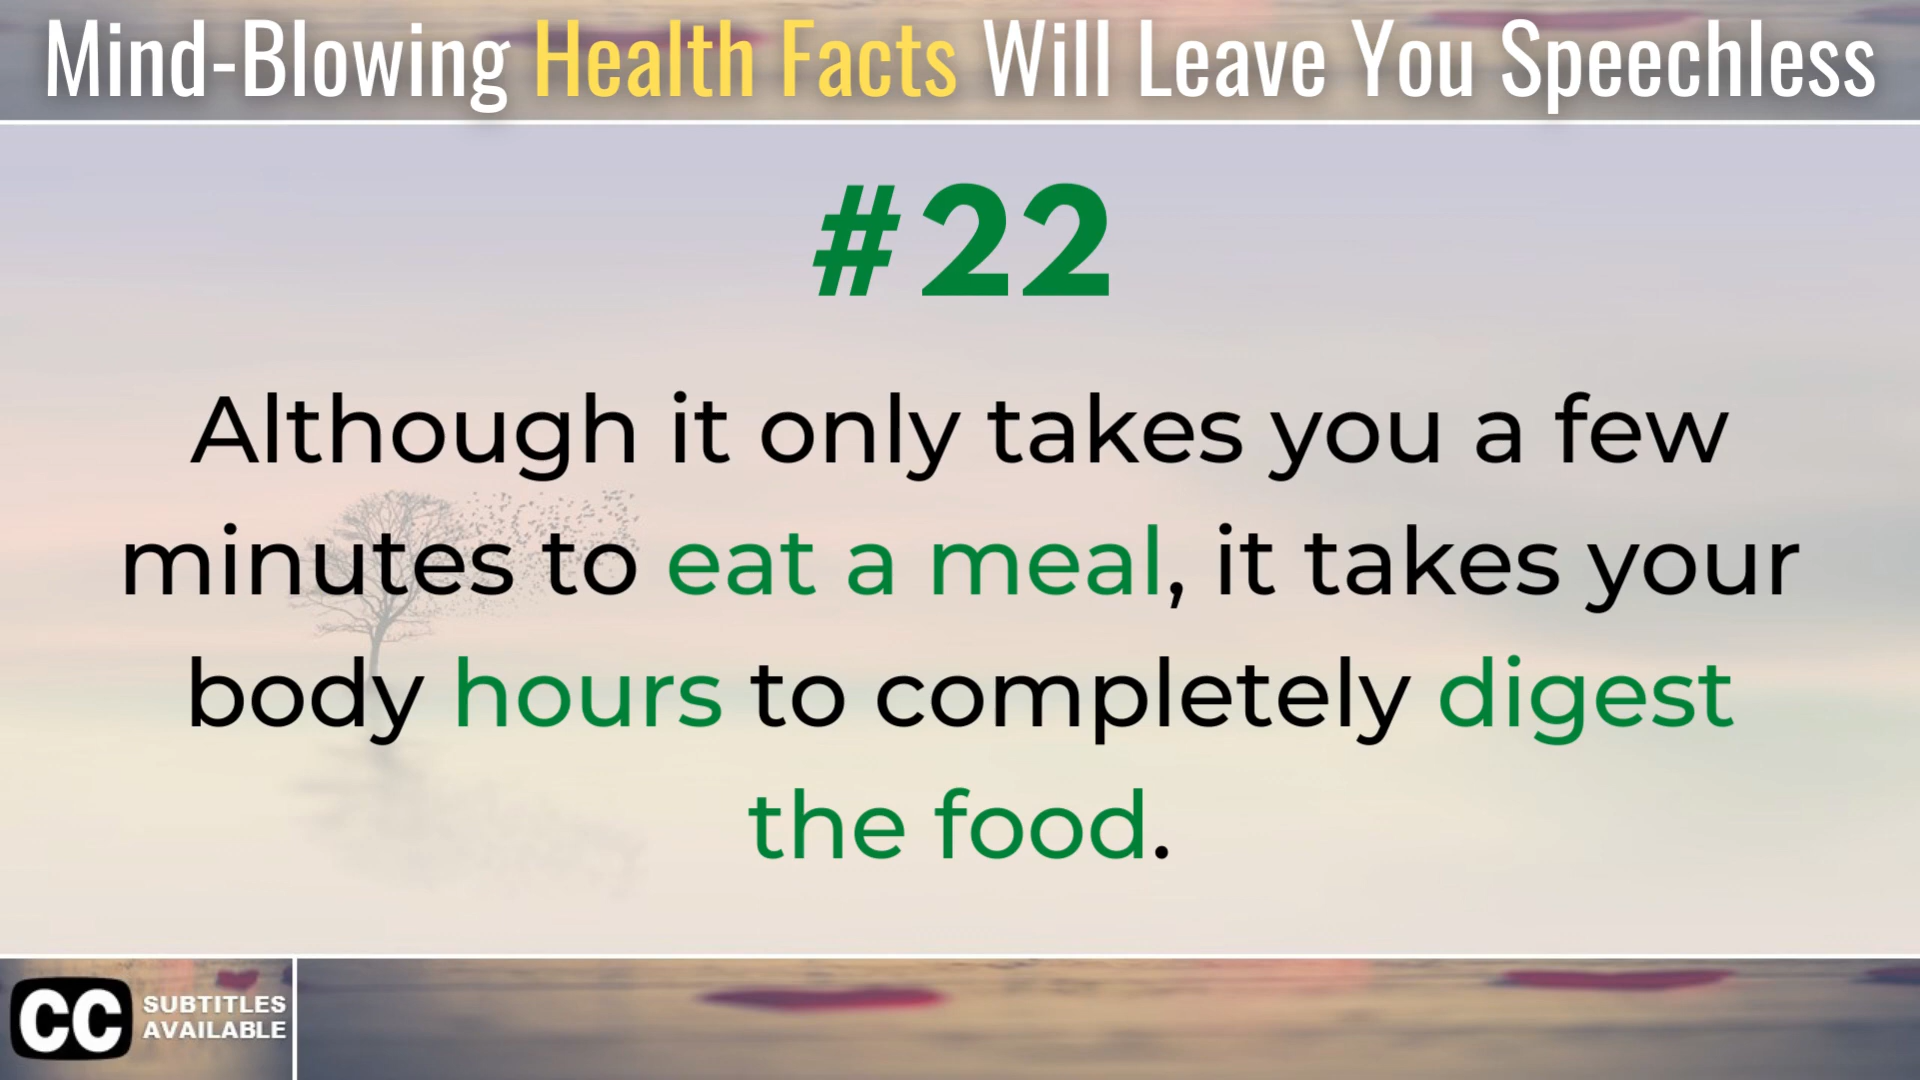 Mind-Blowing Health Facts Will Leave You Speechless
#22
Although it only takes you a few
minutes to eat a meal, it takes your
body hours to completely digest
the food.
CC SUBTITLES
AVAILABLE